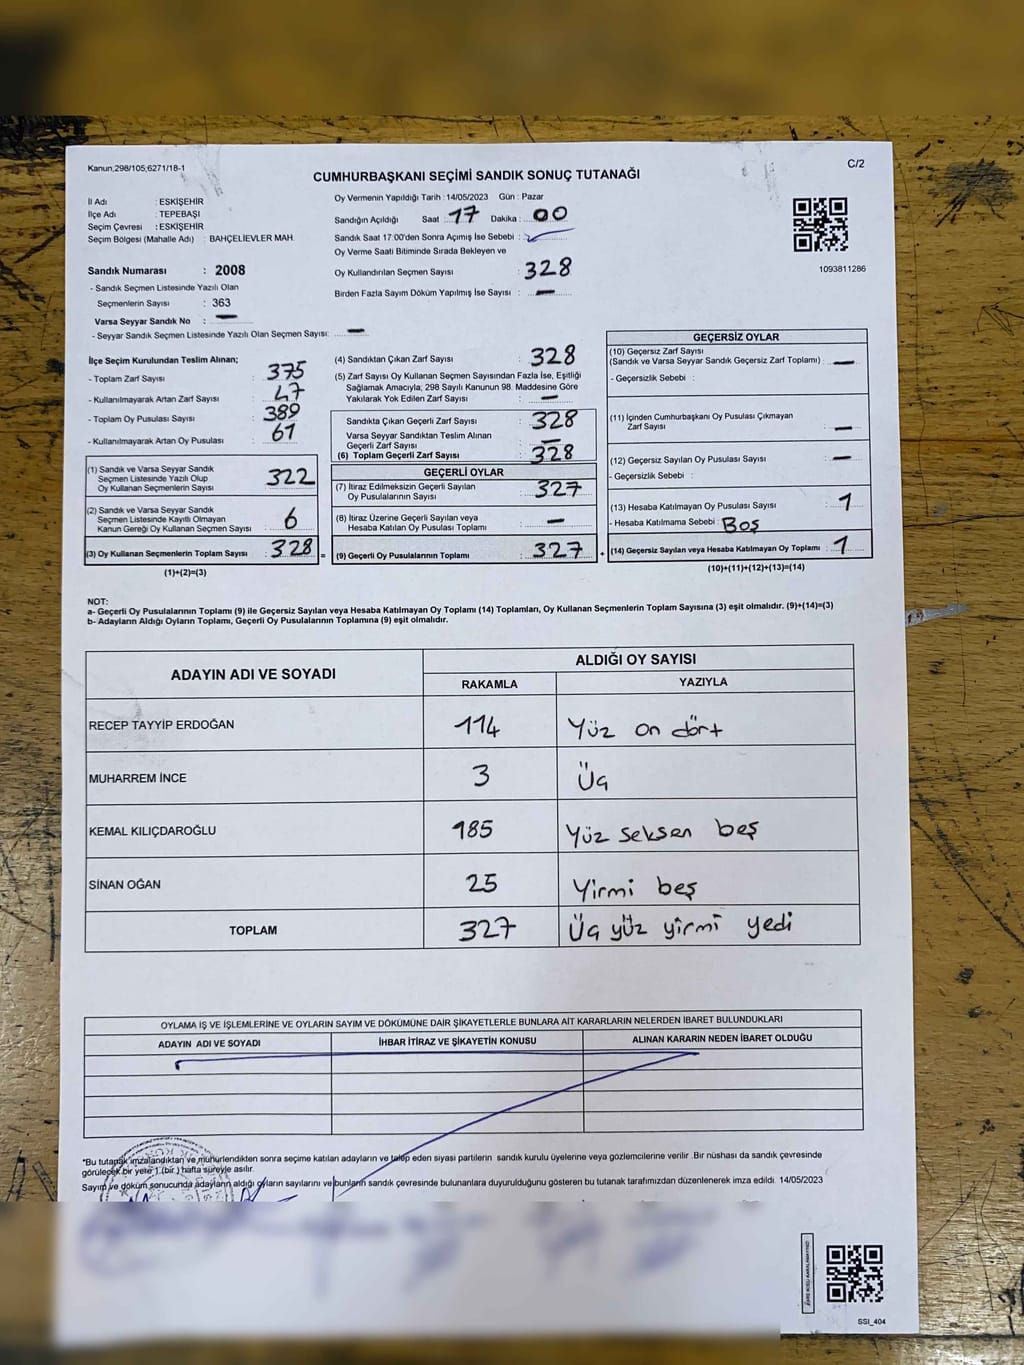 Kanun,298/105,6271/18-1
C/2
CUMHURBAŞKANI SEÇİMİ SANDIK SONUÇ TUTANAĞI
İl Adı : ESKİŞEHİR
İlçe Adı : TEPEBAŞI
Seçim Çevresi : ESKİŞEHİR
Seçim Bölgesi (Mahalle Adı) : BAHÇELİEVLER MAH.
Oy Vermenin Yapıldığı Tarih : 14/05/2023 Gün : Pazar
Sandığın Açıldığı Saat : 17 Dakika : 00
Sandık Saat 17:00'den Sonra Açımış İse Sebebi :
Oy Verme Saati Bitiminde Sırada Bekleyen ve
Oy Kullandırılan Seçmen Sayısı : 328
Birden Fazla Sayım Döküm Yapılmış İse Sayısı : —
1093811286
Sandık Numarası : 2008
- Sandık Seçmen Listesinde Yazılı Olan
Seçmenlerin Sayısı : 363
Varsa Seyyar Sandık No : —
- Seyyar Sandık Seçmen Listesinde Yazılı Olan Seçmen Sayısı: —
İlçe Seçim Kurulundan Teslim Alınan;
- Toplam Zarf Sayısı : 375
- Kullanılmayarak Artan Zarf Sayısı : 47
- Toplam Oy Pusulası Sayısı : 389
- Kullanılmayarak Artan Oy Pusulası : 61
(1) Sandık ve Varsa Seyyar Sandık
Seçmen Listesinde Yazılı Olup
Oy Kullanan Seçmenlerin Sayısı : 322
(2) Sandık ve Varsa Seyyar Sandık
Seçmen Listesinde Kayıtlı Olmayan
Kanun Gereği Oy Kullanan Seçmen Sayısı : 6
(3) Oy Kullanan Seçmenlerin Toplam Sayısı : 328 =
(1)+(2)=(3)
(4) Sandıktan Çıkan Zarf Sayısı : 328
(5) Zarf Sayısı Oy Kullanan Seçmen Sayısından Fazla İse, Eşitliği
Sağlamak Amacıyla; 298 Sayılı Kanunun 98. Maddesine Göre
Yakılarak Yok Edilen Zarf Sayısı : —
Sandıkta Çıkan Geçerli Zarf Sayısı : 328
Varsa Seyyar Sandıktan Teslim Alınan
Geçerli Zarf Sayısı : —
(6) Toplam Geçerli Zarf Sayısı : 328
GEÇERLİ OYLAR
(7) İtiraz Edilmeksizin Geçerli Sayılan
Oy Pusulalarının Sayısı : 327
(8) İtiraz Üzerine Geçerli Sayılan veya
Hesaba Katılan Oy Pusulası Toplamı : —
(9) Geçerli Oy Pusulalarının Toplamı : 327 +
GEÇERSİZ OYLAR
(10) Geçersiz Zarf Sayısı
(Sandık ve Varsa Seyyar Sandık Geçersiz Zarf Toplamı) : —
- Geçersizlik Sebebi :
(11) İçinden Cumhurbaşkanı Oy Pusulası Çıkmayan
Zarf Sayısı : —
(12) Geçersiz Sayılan Oy Pusulası Sayısı : —
- Geçersizlik Sebebi :
(13) Hesaba Katılmayan Oy Pusulası Sayısı : 1
- Hesaba Katılmama Sebebi : Boş
(14) Geçersiz Sayılan veya Hesaba Katılmayan Oy Toplamı : 1
(10)+(11)+(12)+(13)=(14)
NOT:
a- Geçerli Oy Pusulalarının Toplamı (9) ile Geçersiz Sayılan veya Hesaba Katılmayan Oy Toplamı (14) Toplamları, Oy Kullanan Seçmenlerin Toplam Sayısına (3) eşit olmalıdır. (9)+(14)=(3)
b- Adayların Aldığı Oyların Toplamı, Geçerli Oy Pusulalarının Toplamına (9) eşit olmalıdır.
ADAYIN ADI VE SOYADI
ALDIĞI OY SAYISI
RAKAMLA YAZIYLA
RECEP TAYYİP ERDOĞAN 114 Yüz on dört
MUHARREM İNCE 3 Üç
KEMAL KILIÇDAROĞLU 185 Yüz seksen beş
SİNAN OĞAN 25 Yirmi beş
TOPLAM 327 Üç yüz yirmi yedi
OYLAMA İŞ VE İŞLEMLERİNE VE OYLARIN SAYIM VE DÖKÜMÜNE DAİR ŞİKAYETLERLE BUNLARA AİT KARARLARIN NELERDEN İBARET BULUNDUKLARI
ADAYIN ADI VE SOYADI İHBAR İTİRAZ VE ŞİKAYETİN KONUSU ALINAN KARARIN NEDEN İBARET OLDUĞU
*Bu tutanak imzalandıktan ve mühürlendikten sonra seçime katılan adayların ve talep eden siyasi partilerin sandık kurulu üyelerine veya gözlemcilerine verilir .Bir nüshası da sandık çevresinde
görülecek bir yere 1 (bir ) hafta süreyle asılır.
Sayım ve döküm sonucunda adayların aldığı oyların sayılarını ve bunların sandık çevresinde bulunanlara duyurulduğunu gösteren bu tutanak tarafımızdan düzenlenerek imza edildi. 14/05/2023
SSI_404